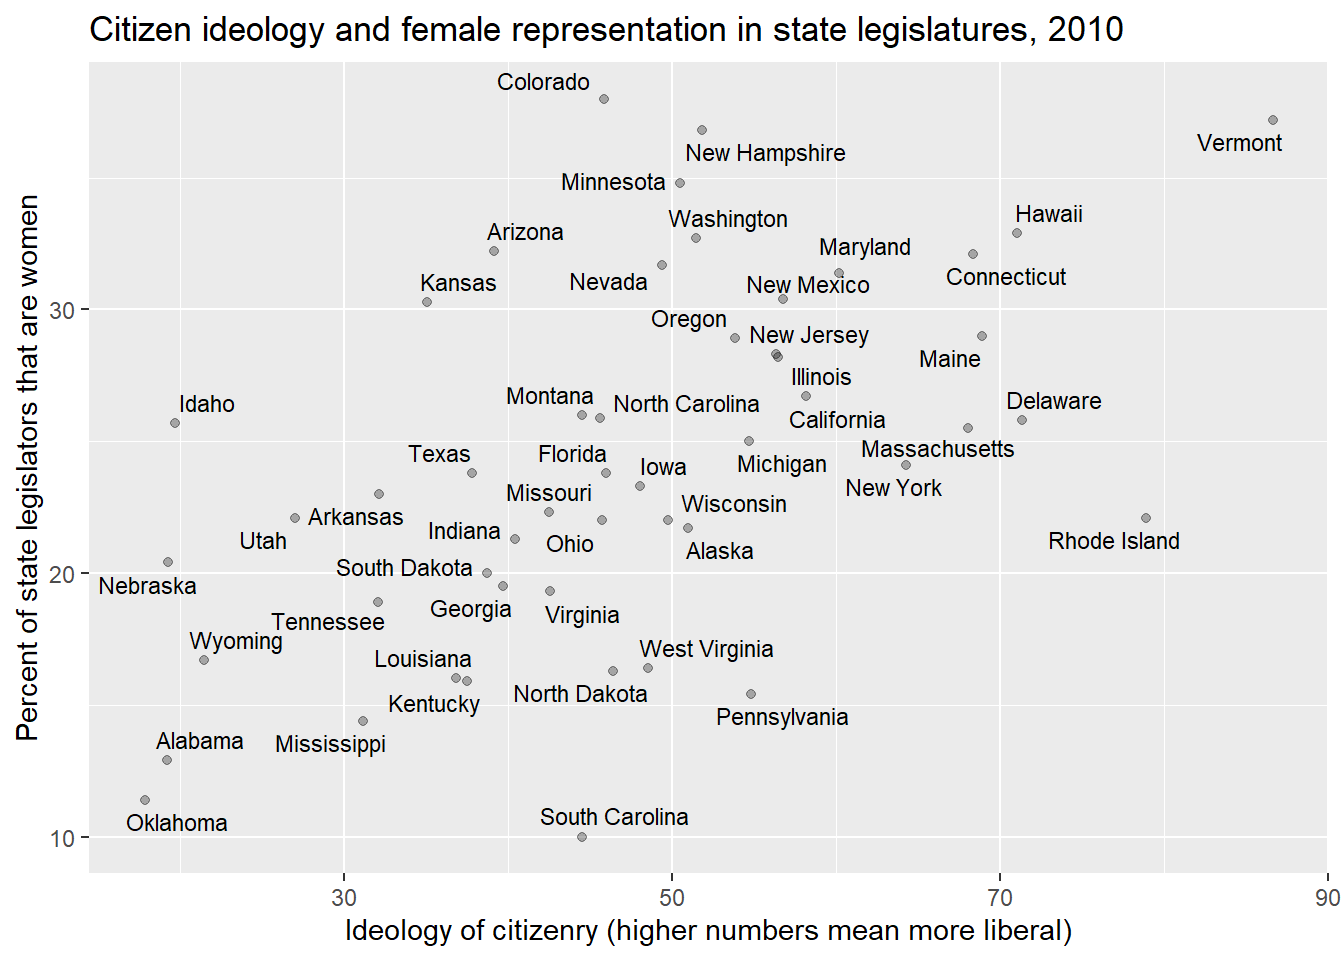 Citizen ideology and female representation in state legislatures, 2010
Colorado
Vermont
New Hampshire
Minnesota
Hawaii
Washington
Arizona
Maryland
Connecticut
Nevada
Kansas
New Mexico
30
Oregon
New Jersey
Maine
Illinois
Montana
North Carolina
Idaho
Delaware
California
Texas
Florida
Massachusetts
Iowa
Michigan
New York
Missouri
Wisconsin
Arkansas
Indiana
Utah
Ohio
Alaska
Rhode Island
South Dakota
20
Nebraska
Georgia
Virginia
Tennessee
Wyoming
West Virginia
Louisiana
North Dakota
Kentucky
Pennsylvania
Alabama
Mississippi
Oklahoma
South Carolina
10
Percent of state legislators that are women
30
50
70
90
Ideology of citizenry (higher numbers mean more liberal)